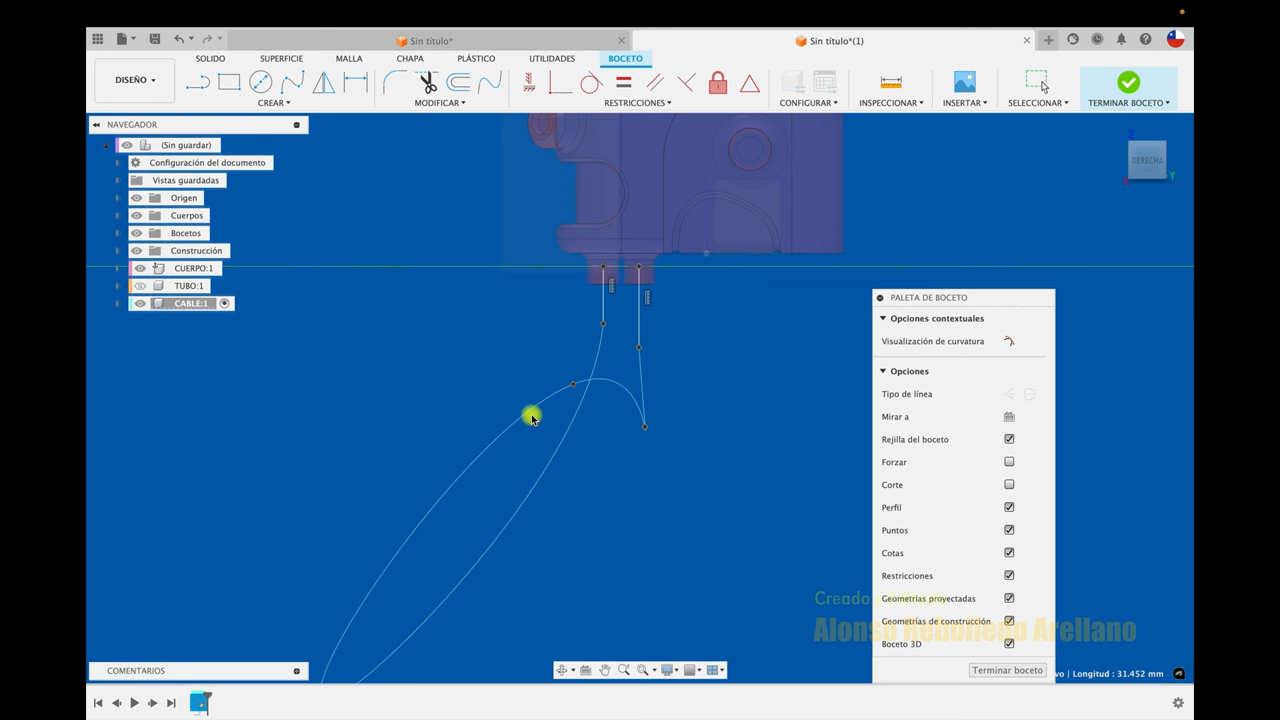 Sin título*
Sin título*(1)
DISEÑO
SOLIDO
SUPERFICIE
MALLA
CHAPA
PLÁSTICO
UTILIDADES
BOCETO
CREAR
MODIFICAR
RESTRICCIONES
CONFIGURAR
INSPECCIONAR
INSERTAR
SELECCIONAR
TERMINAR BOCETO
NAVEGADOR
(Sin guardar)
Configuración del documento
Vistas guardadas
Origen
Cuerpos
Bocetos
Construcción
CUERPO:1
TUBO:1
CABLE:1
Z
DERECHA
Y
PALETA DE BOCETO
Opciones contextuales
Visualización de curvatura
Opciones
Tipo de línea
Mirar a
Rejilla del boceto
Forzar
Corte
Perfil
Puntos
Cotas
Restricciones
Geometrías proyectadas
Geometrías de construcción
Boceto 3D
Terminar boceto
Creado
Alonso Rebolledo Arellano
COMENTARIOS
vo | Longitud : 31.452 mm